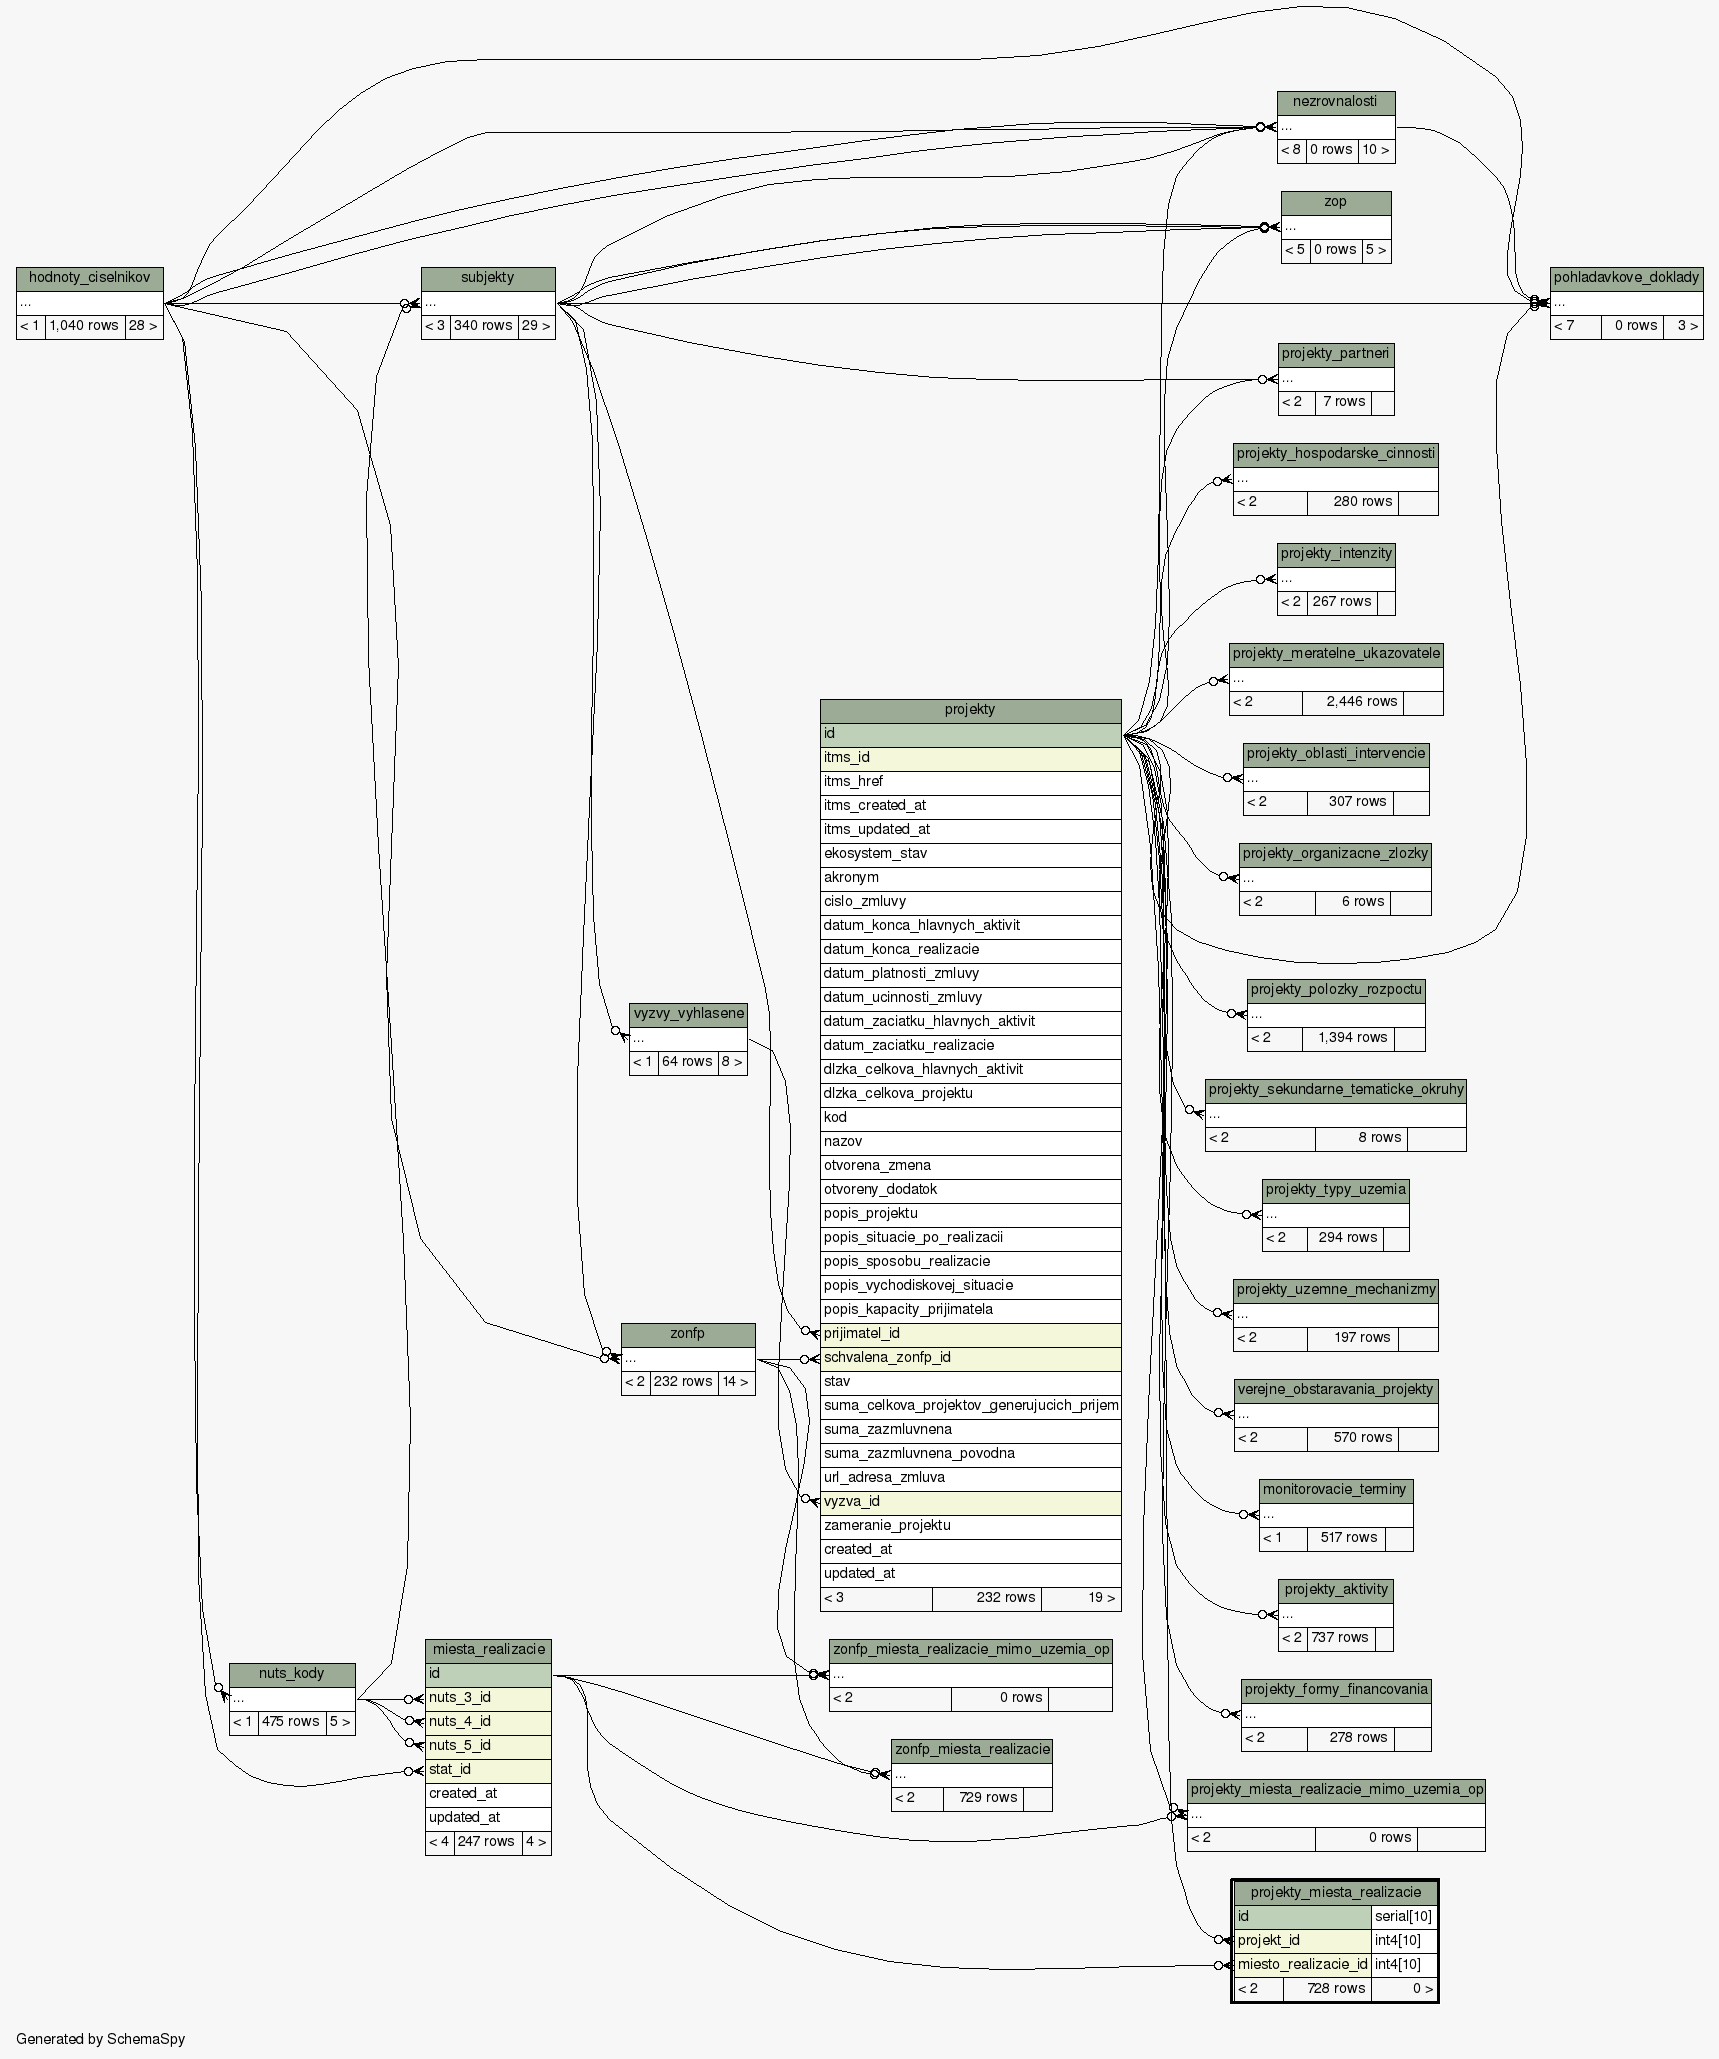 nezrovnalosti
...
< 8 0 rows 10 >
zop
...
< 5 0 rows 5 >
hodnoty_ciselnikov
...
< 1 1,040 rows 28 >
subjekty
...
< 3 340 rows 29 >
pohladavkove_doklady
...
< 7 0 rows 3 >
projekty_partneri
...
< 2 7 rows
projekty_hospodarske_cinnosti
...
< 2 280 rows
projekty_intenzity
...
< 2 267 rows
projekty_meratelne_ukazovatele
...
< 2 2,446 rows
projekty_oblasti_intervencie
...
< 2 307 rows
projekty_organizacne_zlozky
...
< 2 6 rows
projekty
id
itms_id
itms_href
itms_created_at
itms_updated_at
ekosystem_stav
akronym
cislo_zmluvy
datum_konca_hlavnych_aktivit
datum_konca_realizacie
datum_platnosti_zmluvy
datum_ucinnosti_zmluvy
datum_zaciatku_hlavnych_aktivit
datum_zaciatku_realizacie
dlzka_celkova_hlavnych_aktivit
dlzka_celkova_projektu
kod
nazov
otvorena_zmena
otvoreny_dodatok
popis_projektu
popis_situacie_po_realizacii
popis_sposobu_realizacie
popis_vychodiskovej_situacie
popis_kapacity_prijimatela
prijimatel_id
schvalena_zonfp_id
stav
suma_celkova_projektov_generujucich_prijem
suma_zazmluvnena
suma_zazmluvnena_povodna
url_adresa_zmluva
vyzva_id
zameranie_projektu
created_at
updated_at
< 3 232 rows 19 >
vyzvy_vyhlasene
...
< 1 64 rows 8 >
projekty_polozky_rozpoctu
...
< 2 1,394 rows
projekty_sekundarne_tematicke_okruhy
...
< 2 8 rows
projekty_typy_uzemia
...
< 2 294 rows
projekty_uzemne_mechanizmy
...
< 2 197 rows
zonfp
...
< 2 232 rows 14 >
verejne_obstaravania_projekty
...
< 2 570 rows
monitorovacie_terminy
...
< 1 517 rows
projekty_aktivity
...
< 2 737 rows
nuts_kody
...
< 1 475 rows 5 >
miesta_realizacie
id
nuts_3_id
nuts_4_id
nuts_5_id
stat_id
created_at
updated_at
< 4 247 rows 4 >
zonfp_miesta_realizacie_mimo_uzemia_op
...
< 2 0 rows
projekty_formy_financovania
...
< 2 278 rows
zonfp_miesta_realizacie
...
< 2 729 rows
projekty_miesta_realizacie_mimo_uzemia_op
...
< 2 0 rows
projekty_miesta_realizacie
id serial[10]
projekt_id int4[10]
miesto_realizacie_id int4[10]
< 2 728 rows 0 >
Generated by SchemaSpy